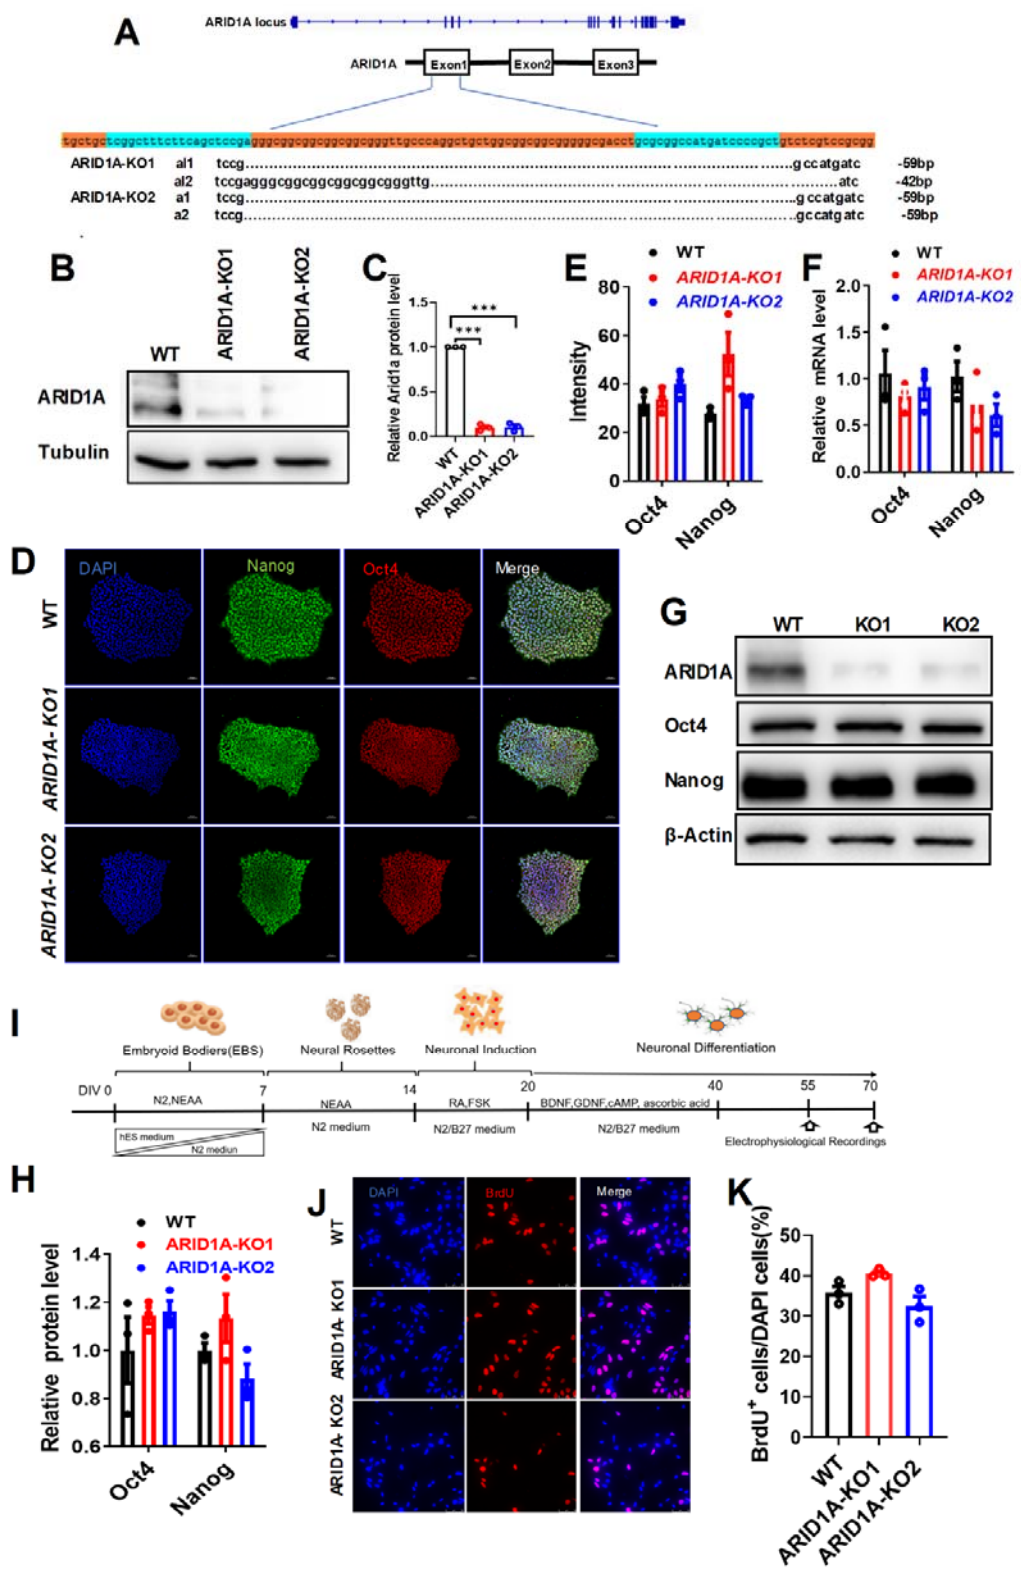 A
ARID1A locus
ARID1A
Exon1
Exon2
Exon3
tgctgctcggctttcttcagctccgagggcggcggcggcggcggcgggttgcccaggctgctggcggcggcggcggggggcgacctgcgcggccatgatccccgctgtctcgtccgcgg
ARID1A-KO1 al1 tccg gccatgatc -59bp
al2 tccgagggcggcggcggcggcgggttg atc -42bp
ARID1A-KO2 a1 tccg gccatgatc -59bp
a2 tccg gccatgatc -59bp
B
WT
ARID1A-KO1
ARID1A-KO2
ARID1A
Tubulin
C
Relative Arid1a protein level
1.5
1.0
0.5
0.0
***
***
WT
ARID1A-KO1
ARID1A-KO2
E
WT
ARID1A-KO1
ARID1A-KO2
Intensity
80
60
40
20
0
Oct4
Nanog
F
WT
ARID1A-KO1
ARID1A-KO2
Relative mRNA level
2.0
1.5
1.0
0.5
0.0
Oct4
Nanog
D
DAPI
Nanog
Oct4
Merge
WT
ARID1A-KO1
ARID1A-KO2
G
WT
KO1
KO2
ARID1A
Oct4
Nanog
β-Actin
I
Embryoid Bodiers(EBS)
Neural Rosettes
Neuronal Induction
Neuronal Differentiation
DIV 0
7
14
20
40
55
70
N2,NEAA
NEAA
RA,FSK
BDNF,GDNF,cAMP, ascorbic acid
hES medium
N2 mediun
N2 medium
N2/B27 medium
N2/B27 medium
Electrophysiological Recordings
H
WT
ARID1A-KO1
ARID1A-KO2
Relative protein level
1.4
1.2
1.0
0.8
0.6
Oct4
Nanog
J
DAPI
BrdU
Merge
WT
ARID1A-KO1
ARID1A-KO2
K
BrdU+ cells/DAPI cells(%)
50
40
30
20
10
0
WT
ARID1A-KO1
ARID1A-KO2